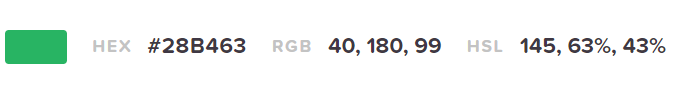 HEX #28B463 RGB 40, 180, 99 HSL 145, 63%, 43%